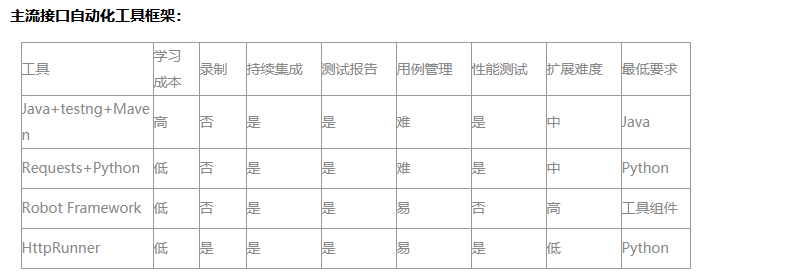 主流接口自动化工具框架：
工具 学习成本 录制 持续集成 测试报告 用例管理 性能测试 扩展难度 最低要求
Java+testng+Maven 高 否 是 是 难 是 中 Java
Requests+Python 低 否 是 是 难 是 中 Python
Robot Framework 低 否 是 是 易 否 高 工具组件
HttpRunner 低 是 是 是 易 是 低 Python